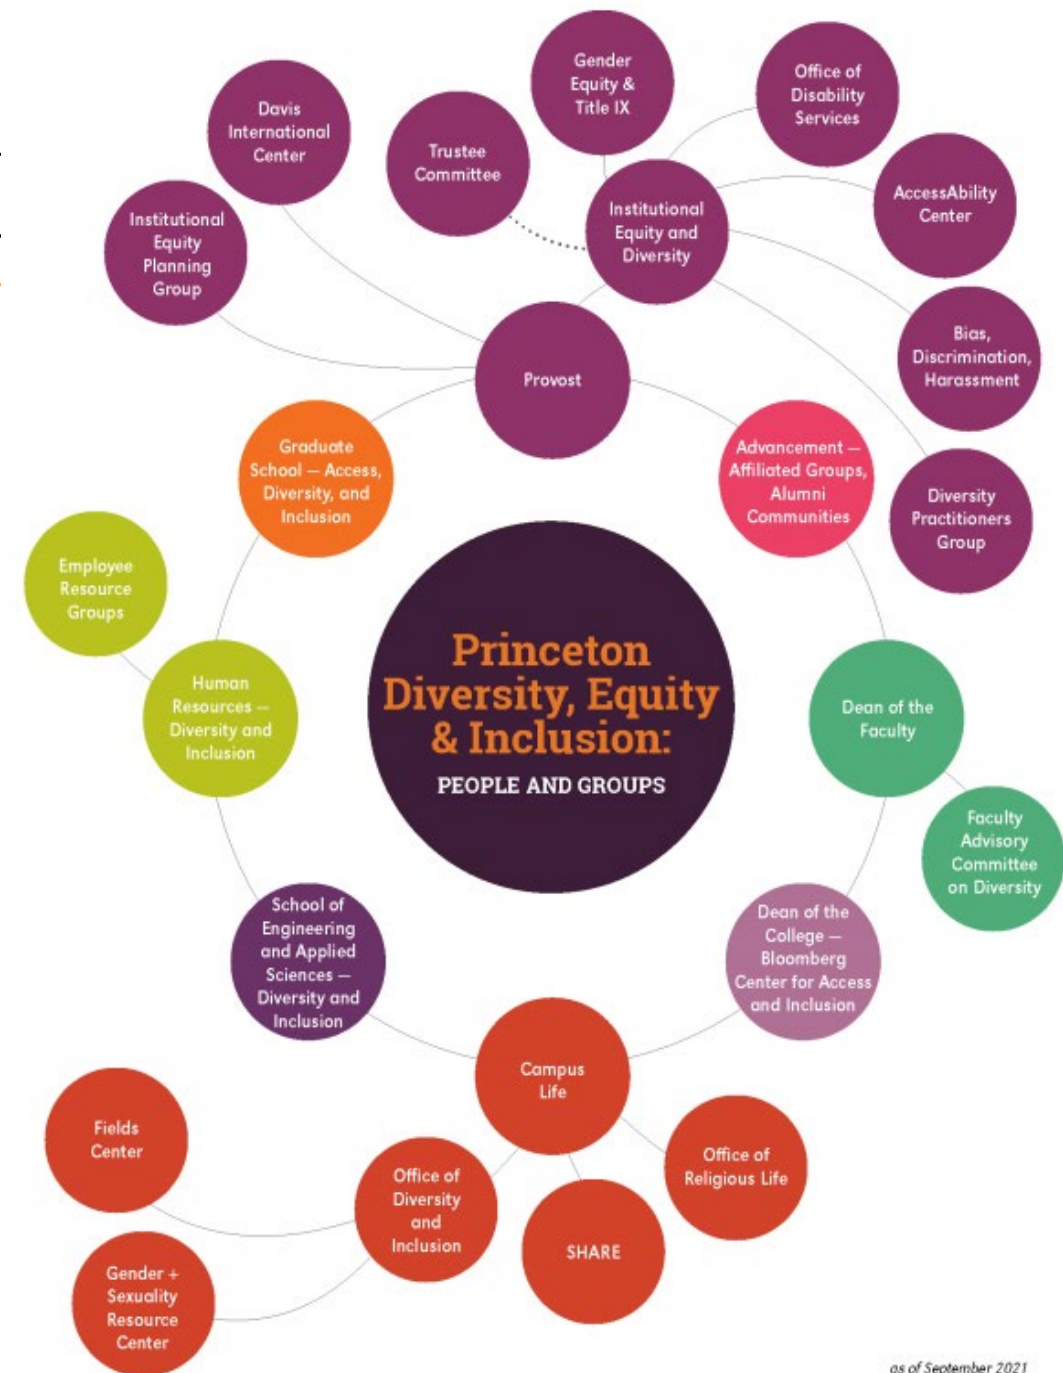 Gender
Equity &
Title IX
Office of
Disability
Services
Davis
International
Center
Trustee
Committee
AccessAbility
Center
Institutional
Equity
Planning
Group
Institutional
Equity and
Diversity
Bias,
Discrimination,
Harassment
Provost
Graduate
School — Access,
Diversity, and
Inclusion
Advancement —
Affiliated Groups,
Alumni
Communities
Diversity
Practitioners
Group
Employee
Resource
Groups
Princeton
Diversity, Equity
& Inclusion:
PEOPLE AND GROUPS
Human
Resources —
Diversity and
Inclusion
Dean of the
Faculty
Faculty
Advisory
Committee
on Diversity
School of
Engineering
and Applied
Sciences —
Diversity and
Inclusion
Dean of the
College —
Bloomberg
Center for Access
and Inclusion
Campus
Life
Fields
Center
Office of
Diversity
and
Inclusion
Office of
Religious Life
SHARE
Gender +
Sexuality
Resource
Center
as of September 2021